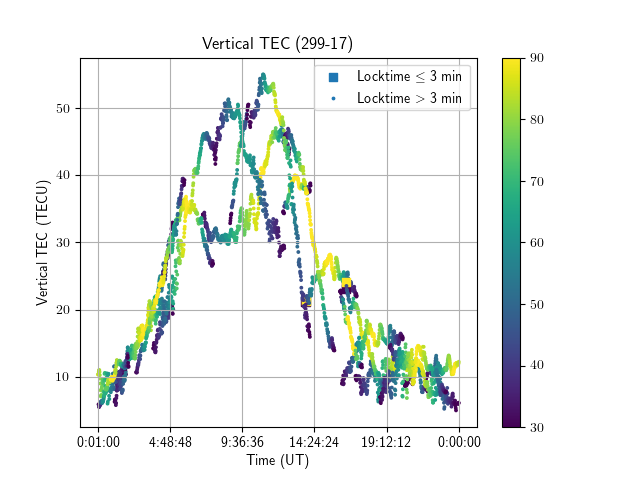 Vertical TEC (299-17)
Locktime ≤ 3 min
Locktime > 3 min
Vertical TEC (TECU)
50
40
30
20
10
0:01:00 4:48:48 9:36:36 14:24:24 19:12:12 0:00:00
Time (UT)
90
80
70
60
50
40
30